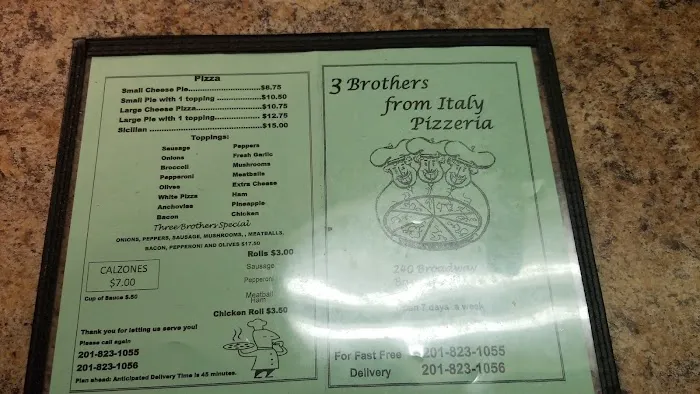 Pizza
Small Cheese Pie....................$8.75
Small Pie with 1 topping ....................$10.50
Large Cheese Pizza....................$10.75
Large Pie with 1 topping ....................$12.75
Sicilian ....................$15.00
Toppings:
Sausage Peppers
Onions Fresh Garlic
Broccoli Mushrooms
Pepperoni Meatballs
Olives Extra Cheese
White Pizza Ham
Anchovies Pineapple
Bacon Chicken
Three Brothers Special
ONIONS, PEPPERS, SAUSAGE, MUSHROOMS, , MEATBALLS,
BACON, PEPPERONI AND OLIVES $17.50
Rolls $3.00
Sausage
Pepperoni
Meatball
Ham
Chicken Roll $3.50
CALZONES
$7.00
Cup of Sauce $.50
Thank you for letting us serve you!
Please call again
201-823-1055
201-823-1056
Plan ahead: Anticipated Delivery Time is 45 minutes.
3 Brothers
from Italy
Pizzeria
240 Broadway
7 days a week
For Fast Free 201-823-1055
Delivery 201-823-1056